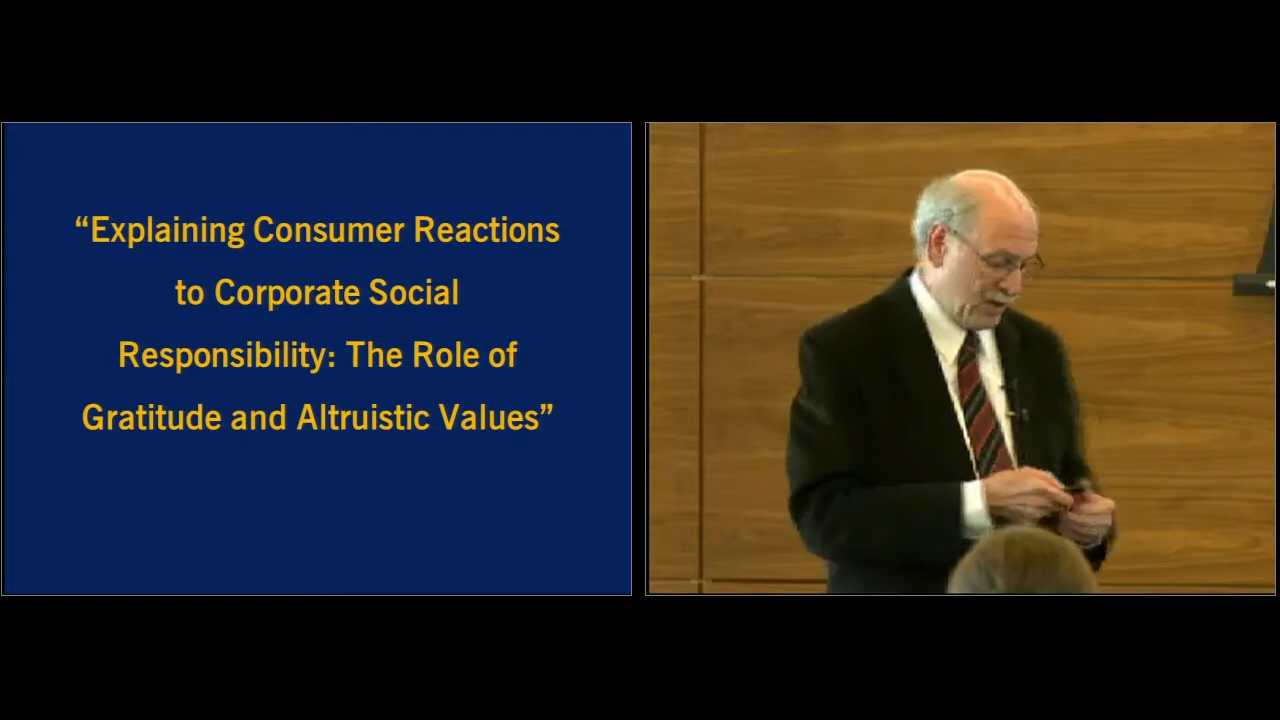 “Explaining Consumer Reactions
to Corporate Social
Responsibility: The Role of
Gratitude and Altruistic Values”